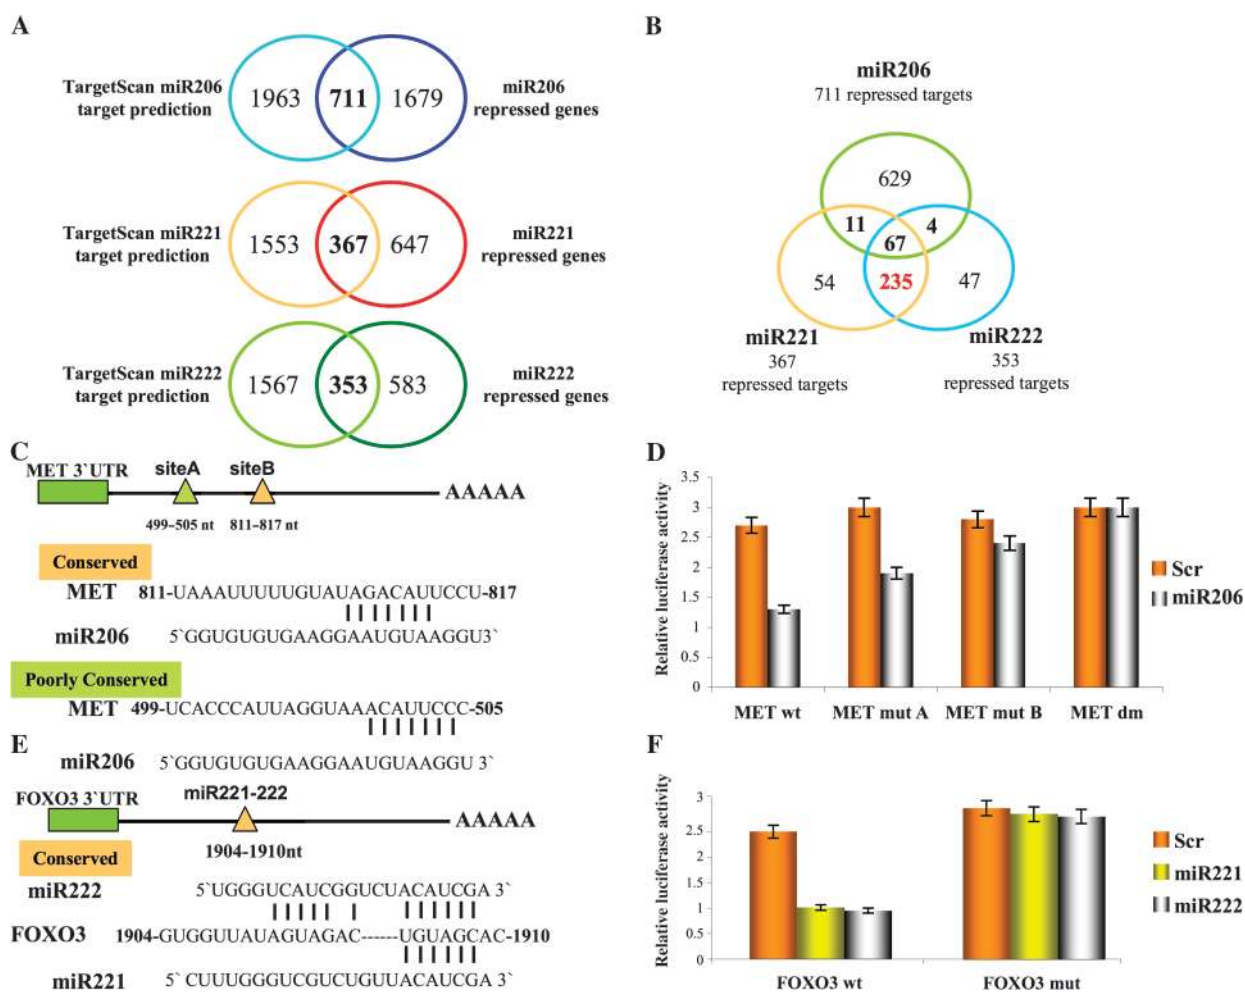 A
TargetScan miR206
target prediction
1963
711
1679
miR206
repressed genes
TargetScan miR221
target prediction
1553
367
647
miR221
repressed genes
TargetScan miR222
target prediction
1567
353
583
miR222
repressed genes
B
miR206
711 repressed targets
629
11
4
67
54
235
47
miR221
367
repressed targets
miR222
353
repressed targets
C
MET 3`UTR
siteA
siteB
AAAAA
499-505 nt
811-817 nt
Conserved
MET 811-UAAAUUUUUGUAUAGACAUUCCU-817
miR206 5`GGUGUGUGAAGGAAUGUAAGGU3`
Poorly Conserved
MET 499-UCACCCAUUAGGUAAACAUUCCC-505
miR206 5`GGUGUGUGAAGGAAUGUAAGGU 3`
D
Relative luciferase activity
3.5
3
2.5
2
1.5
1
0.5
0
MET wt
MET mut A
MET mut B
MET dm
Scr
miR206
E
FOXO3 3`UTR
miR221-222
AAAAA
1904-1910nt
Conserved
miR222 5`UGGGUCAUCGGUCUACAUCGA 3`
FOXO3 1904-GUGGUUAUAGUAGAC------UGUAGCAC-1910
miR221 5`CUUUGGGUCGUCUGUUACAUCGA 3`
F
Relative luciferase activity
3
2.5
2
1.5
1
0.5
0
FOXO3 wt
FOXO3 mut
Scr
miR221
miR222